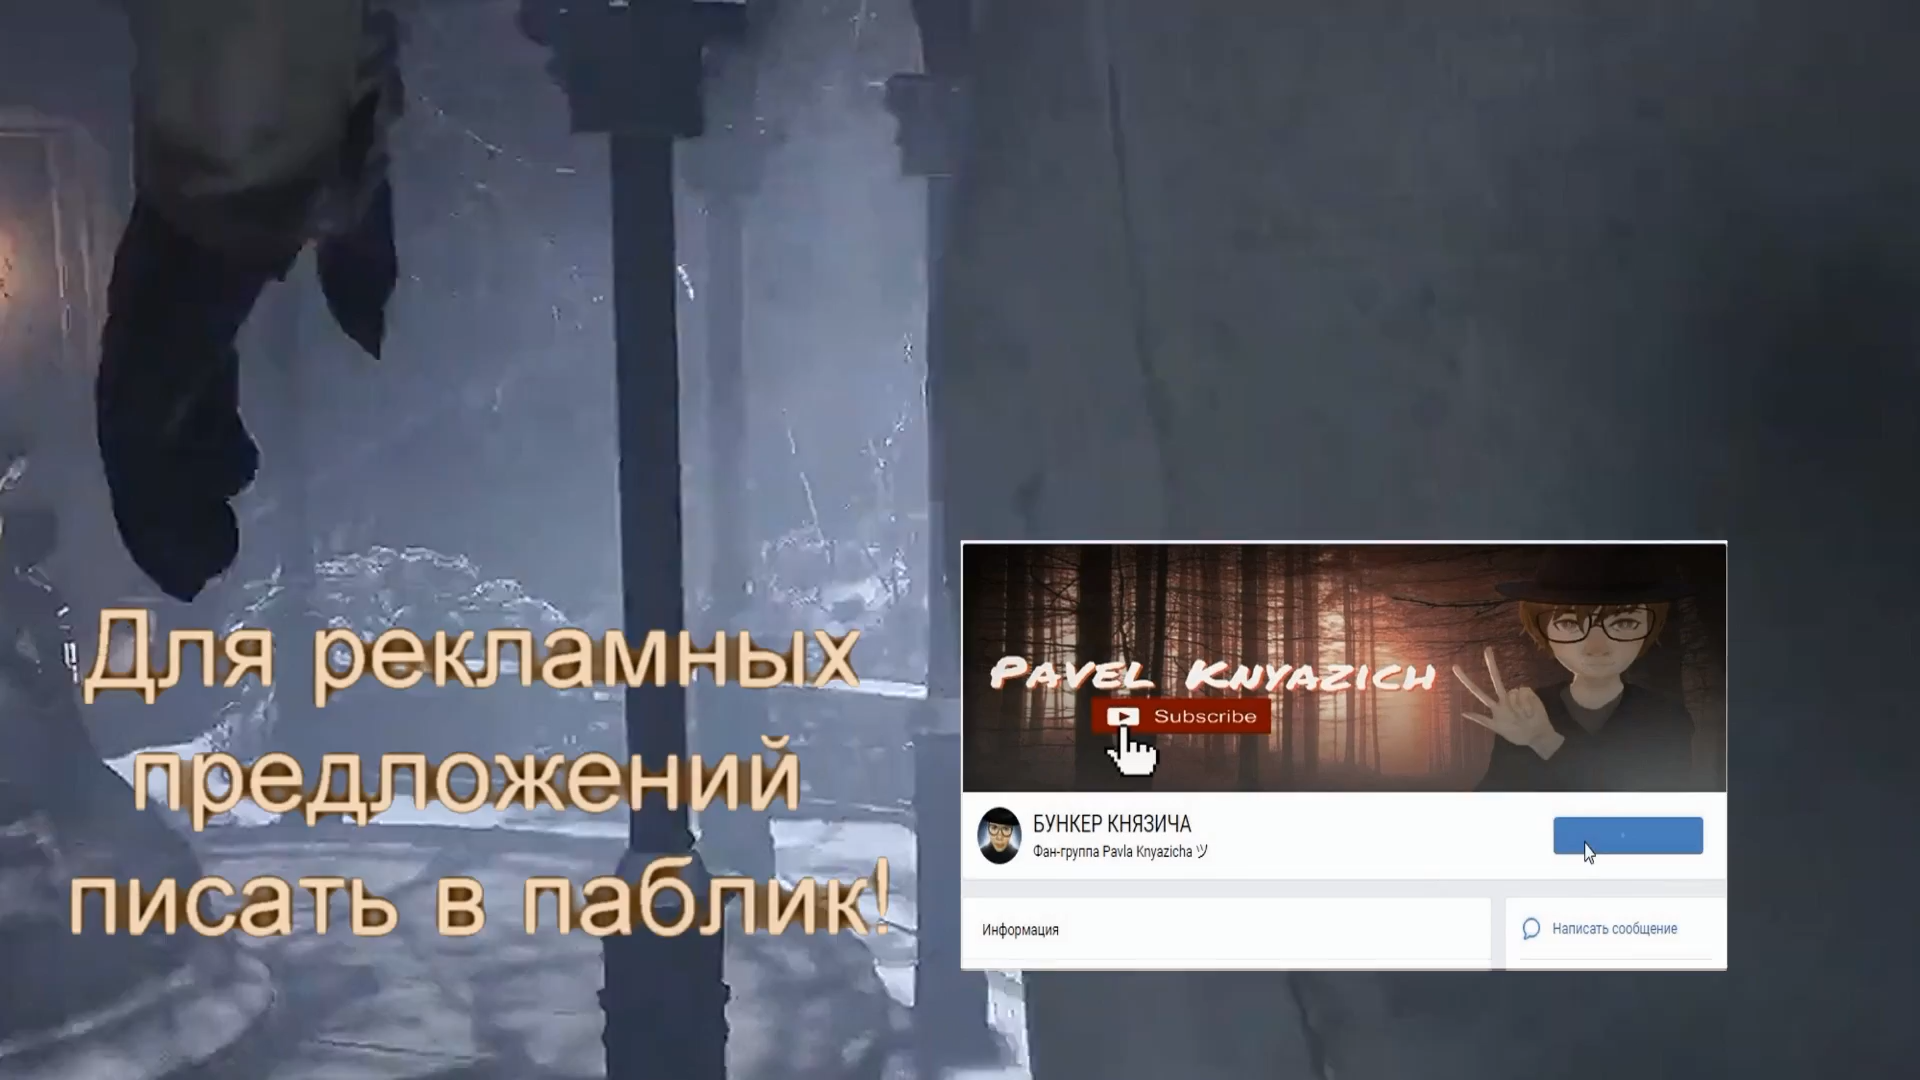 Для рекламных
предложений
писать в паблик!
PAVEL KNYAZICH
Subscribe
БУНКЕР КНЯЗИЧА
Фан-группа Pavla Knyazicha ツ
Информация
Написать сообщение